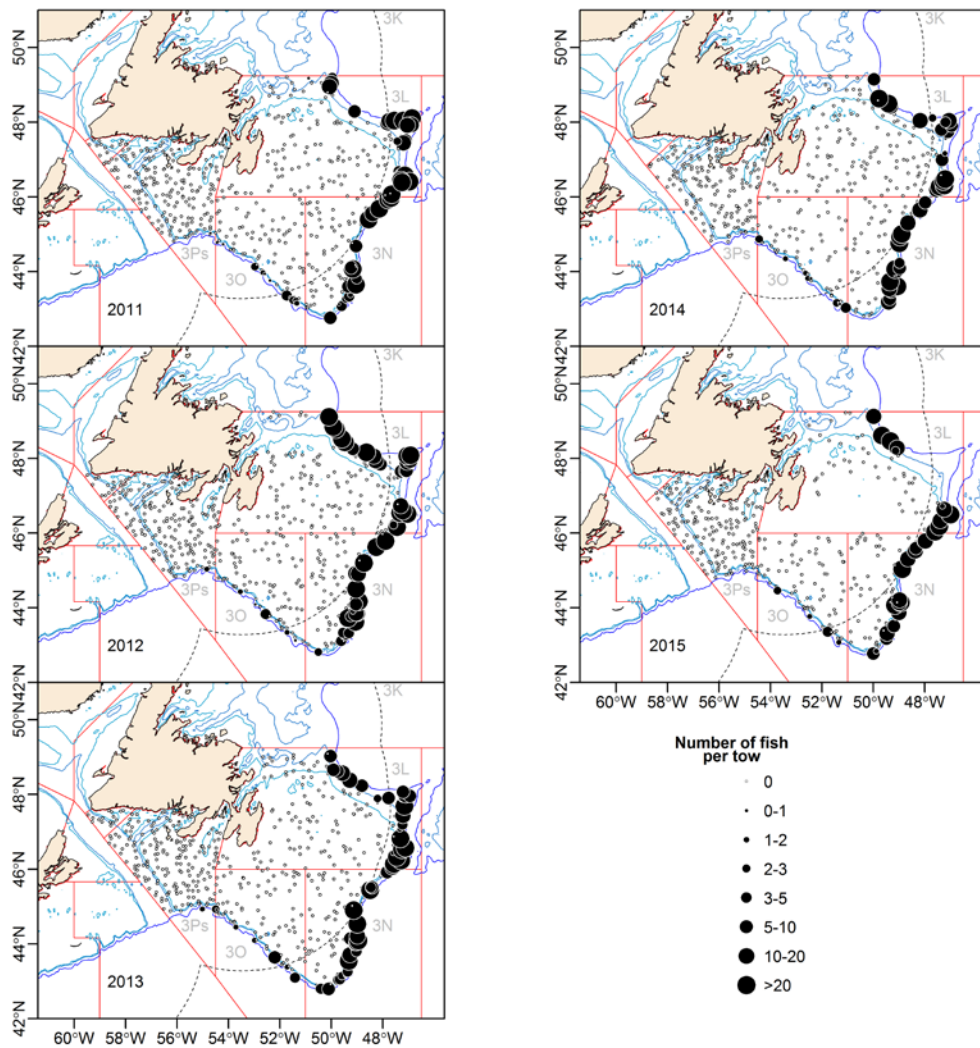 3K
50°N
3L
48°N
46°N
3N
3Ps
3O
44°N
2011
42°N
3K
50°N
3L
48°N
46°N
3N
3Ps
3O
44°N
2014
42°N
3K
50°N
3L
48°N
46°N
3N
3Ps
3O
44°N
2012
42°N
3K
50°N
3L
48°N
46°N
3N
3Ps
3O
44°N
2015
42°N
60°W 58°W 56°W 54°W 52°W 50°W 48°W
3K
50°N
3L
48°N
46°N
3N
3Ps
3O
44°N
2013
42°N
60°W 58°W 56°W 54°W 52°W 50°W 48°W
Number of fish
per tow
0
0-1
1-2
2-3
3-5
5-10
10-20
>20